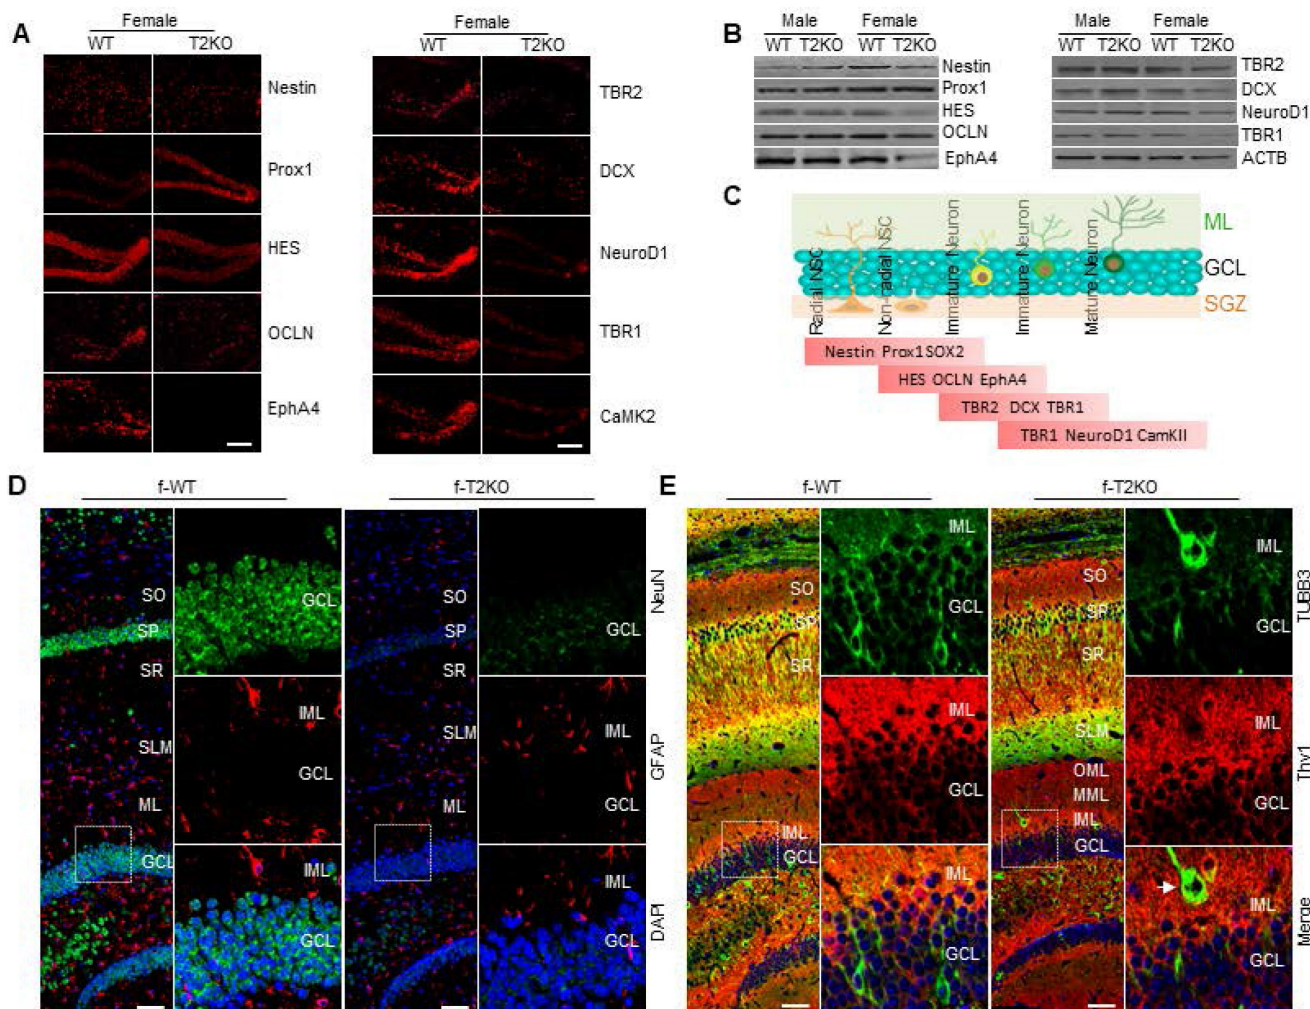 A
Female
WT T2KO
Nestin
Prox1
HES
OCLN
EphA4
Female
WT T2KO
TBR2
DCX
NeuroD1
TBR1
CaMK2
B
Male Female
WT T2KO WT T2KO
Nestin
Prox1
HES
OCLN
EphA4
Male Female
WT T2KO WT T2KO
TBR2
DCX
NeuroD1
TBR1
ACTB
C
ML
GCL
SGZ
Radial NSC
Non-radial NSC
Immature Neuron
Immature Neuron
Mature Neuron
Nestin Prox1SOX2
HES OCLN EphA4
TBR2 DCX TBR1
TBR1 NeuroD1 CamKII
D
f-WT
f-T2KO
SO
SP
SR
SLM
ML
GCL
GCL
IML
GCL
IML
GCL
SO
SP
SR
SLM
ML
GCL
GCL
IML
GCL
IML
GCL
NeuN
GFAP
DAPI
E
f-WT
f-T2KO
SO
SP
SR
IML
GCL
IML
GCL
IML
GCL
IML
GCL
SO
SP
SR
SLM
OML
MML
IML
GCL
IML
GCL
IML
GCL
IML
GCL
TUBB3
Thy1
Merge